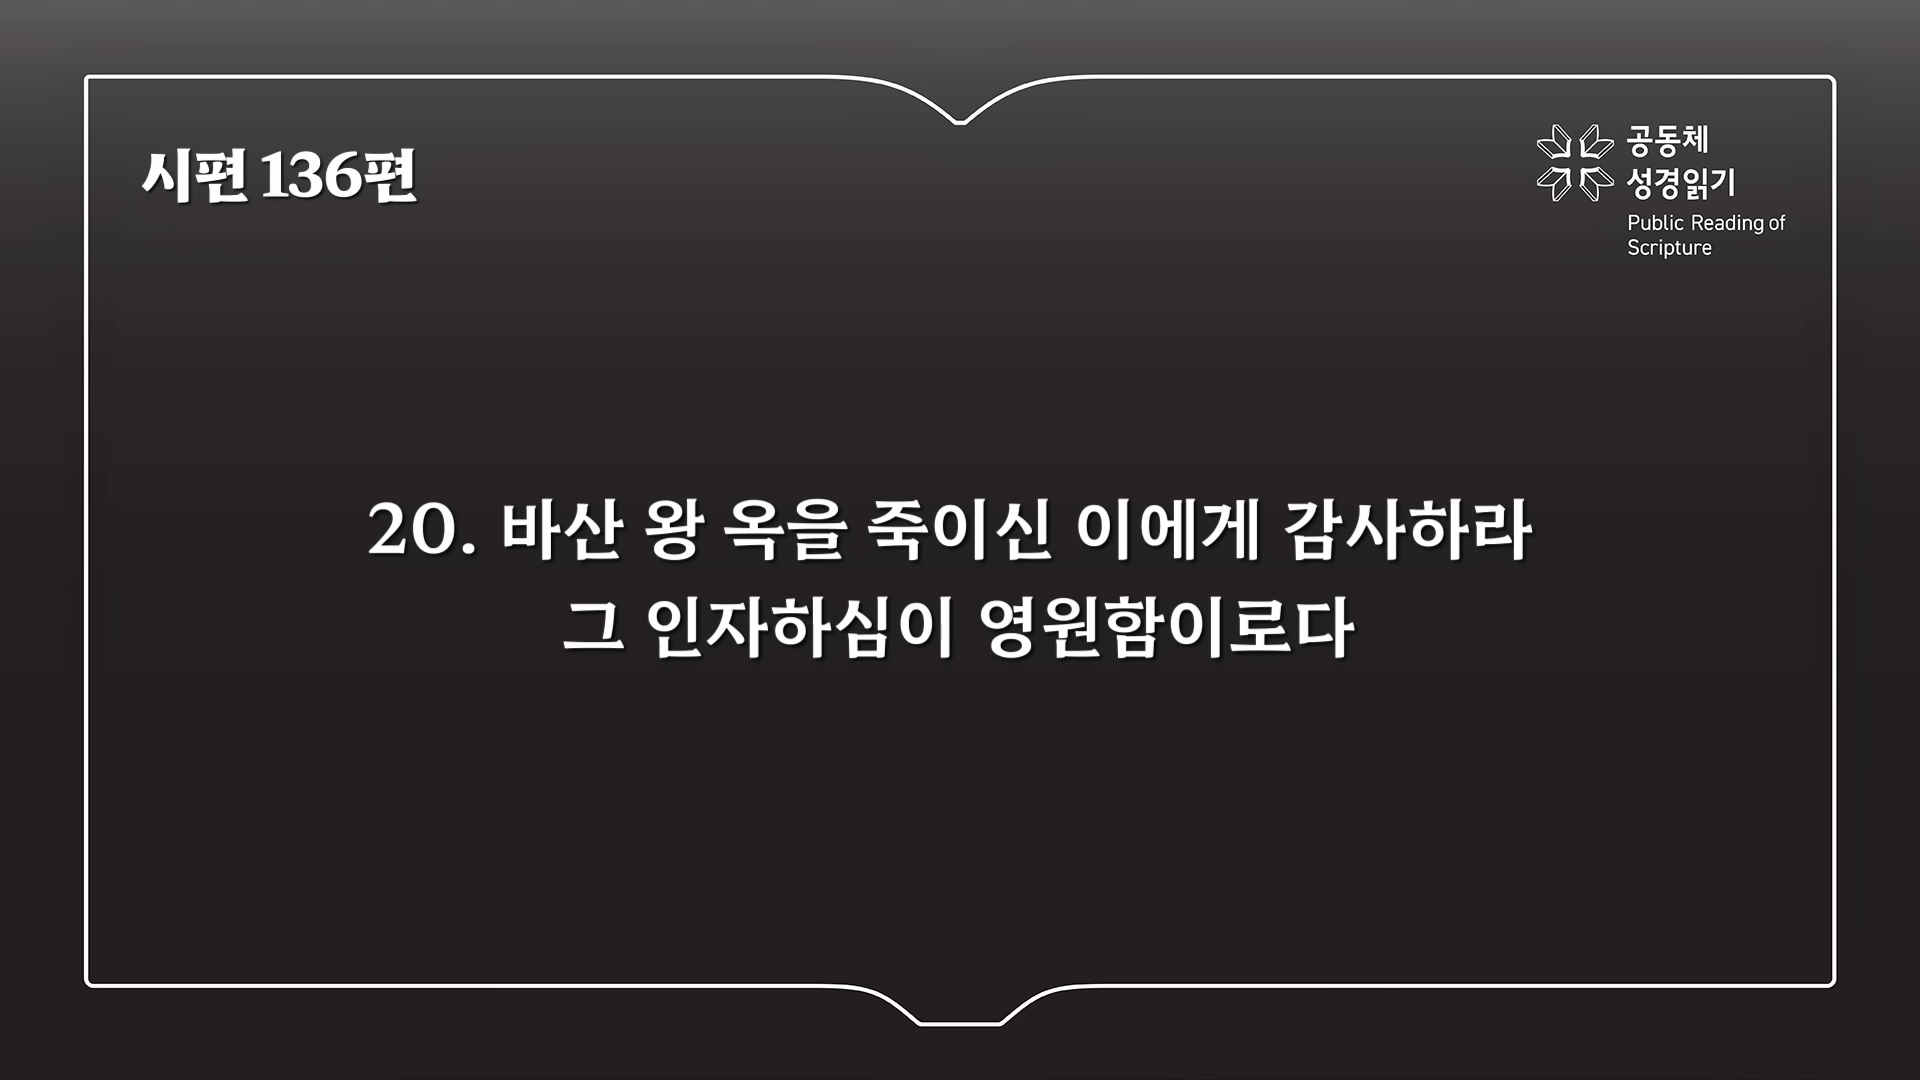 시편 136편
공동체
성경읽기
Public Reading of
Scripture
20. 바산 왕 옥을 죽이신 이에게 감사하라
그 인자하심이 영원함이로다